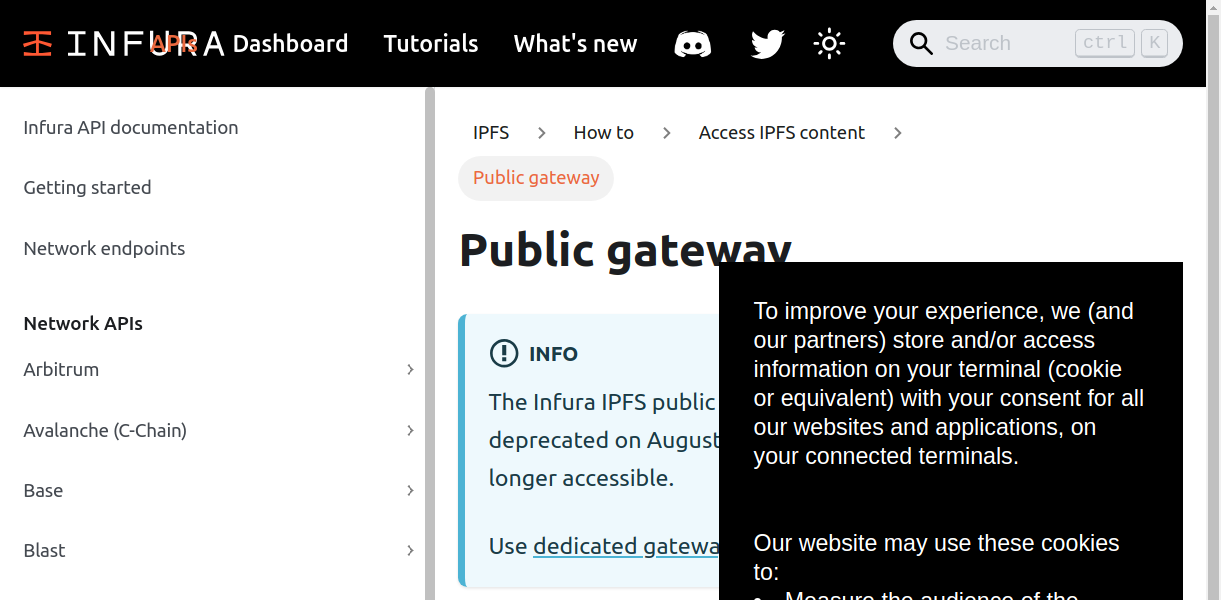 INFURA APIs Dashboard Tutorials What's new Search ctrl K
Infura API documentation
Getting started
Network endpoints
Network APIs
Arbitrum
Avalanche (C-Chain)
Base
Blast
IPFS How to Access IPFS content
Public gateway
Public gateway
INFO
The Infura IPFS public
deprecated on August
longer accessible.
Use dedicated gatewa
To improve your experience, we (and
our partners) store and/or access
information on your terminal (cookie
or equivalent) with your consent for all
our websites and applications, on
your connected terminals.
Our website may use these cookies
to:
• Measure the audience of the